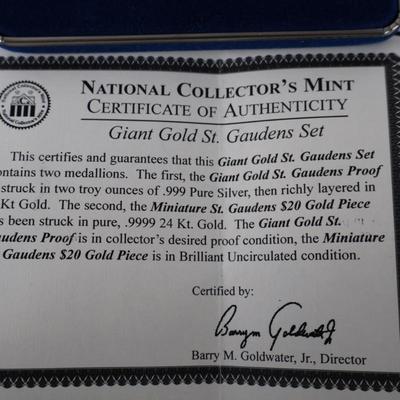 NATIONAL COLLECTOR'S MINT
CERTIFICATE OF AUTHENTICITY
Giant Gold St. Gaudens Set
This certifies and guarantees that this Giant Gold St. Gaudens Set
ontains two medallions. The first, the Giant Gold St. Gaudens Proof
struck in two troy ounces of .999 Pure Silver, then richly layered in
Kt Gold. The second, the Miniature St. Gaudens $20 Gold Piece
s been struck in pure, .9999 24 Kt. Gold. The Giant Gold St.
udens Proof is in collector's desired proof condition, the Miniature
Gaudens $20 Gold Piece is in Brilliant Uncirculated condition.
Certified by:
Barry M. Goldwater Jr.
Barry M. Goldwater, Jr., Director